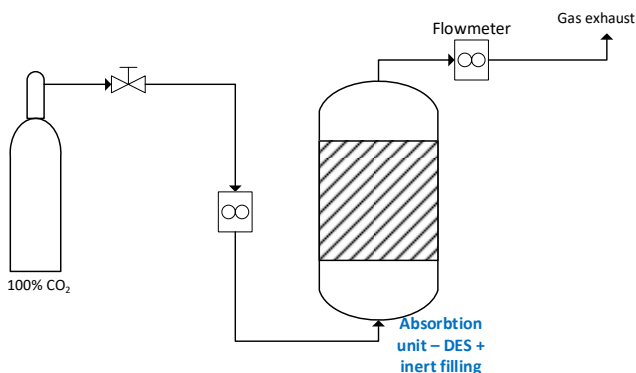 Gas exhaust
Flowmeter
100% CO₂
Absorbtion
unit – DES +
inert filling